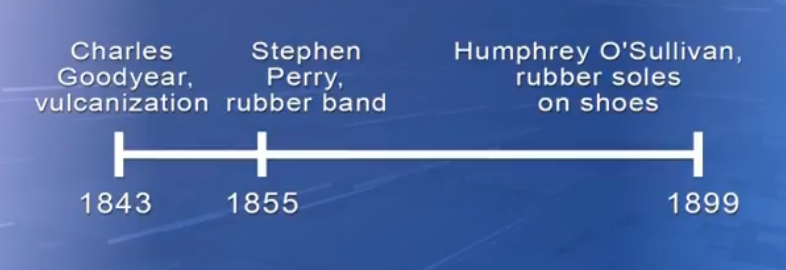 Charles
Goodyear,
vulcanization
Stephen
Perry,
rubber band
Humphrey O'Sullivan,
rubber soles
on shoes
1843
1855
1899